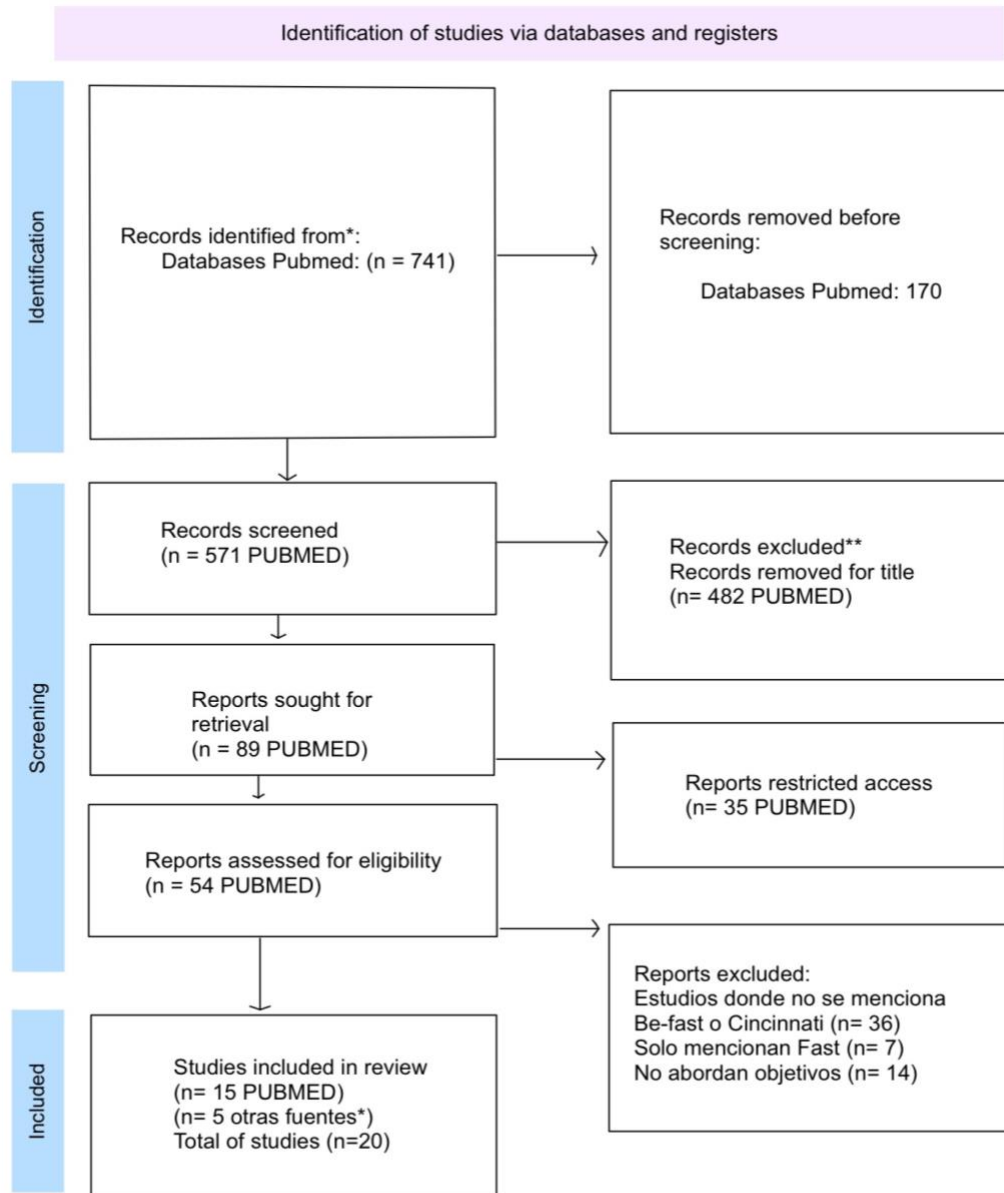 Identification of studies via databases and registers
Identification
Records identified from*:
Databases Pubmed: (n = 741)
Records removed before
screening:
Databases Pubmed: 170
Screening
Records screened
(n = 571 PUBMED)
Records excluded**
Records removed for title
(n= 482 PUBMED)
Reports sought for
retrieval
(n = 89 PUBMED)
Reports restricted access
(n= 35 PUBMED)
Reports assessed for eligibility
(n = 54 PUBMED)
Reports excluded:
Estudios donde no se menciona
Be-fast o Cincinnati (n= 36)
Solo mencionan Fast (n= 7)
No abordan objetivos (n= 14)
Included
Studies included in review
(n= 15 PUBMED)
(n= 5 otras fuentes*)
Total of studies (n=20)